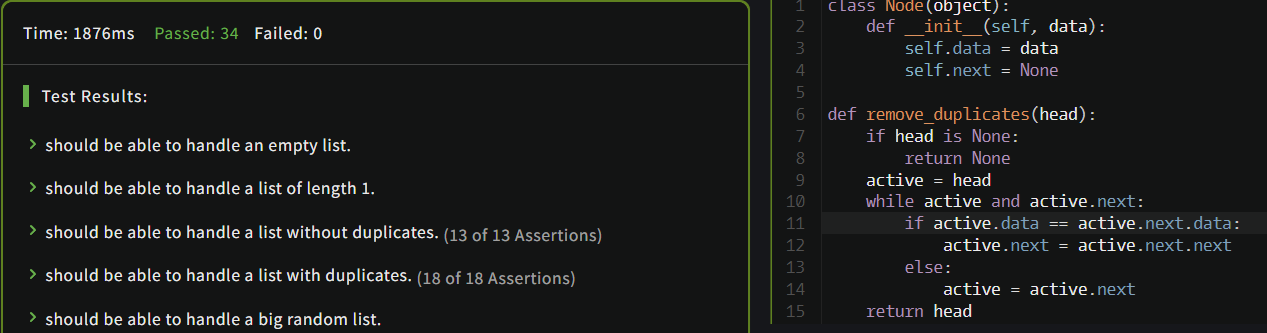 Time: 1876ms Passed: 34 Failed: 0
Test Results:
should be able to handle an empty list.
should be able to handle a list of length 1.
should be able to handle a list without duplicates. (13 of 13 Assertions)
should be able to handle a list with duplicates. (18 of 18 Assertions)
should be able to handle a big random list.
1 class Node(object):
2     def __init__(self, data):
3         self.data = data
4         self.next = None
5
6 def remove_duplicates(head):
7     if head is None:
8         return None
9     active = head
10     while active and active.next:
11         if active.data == active.next.data:
12             active.next = active.next.next
13         else:
14             active = active.next
15     return head